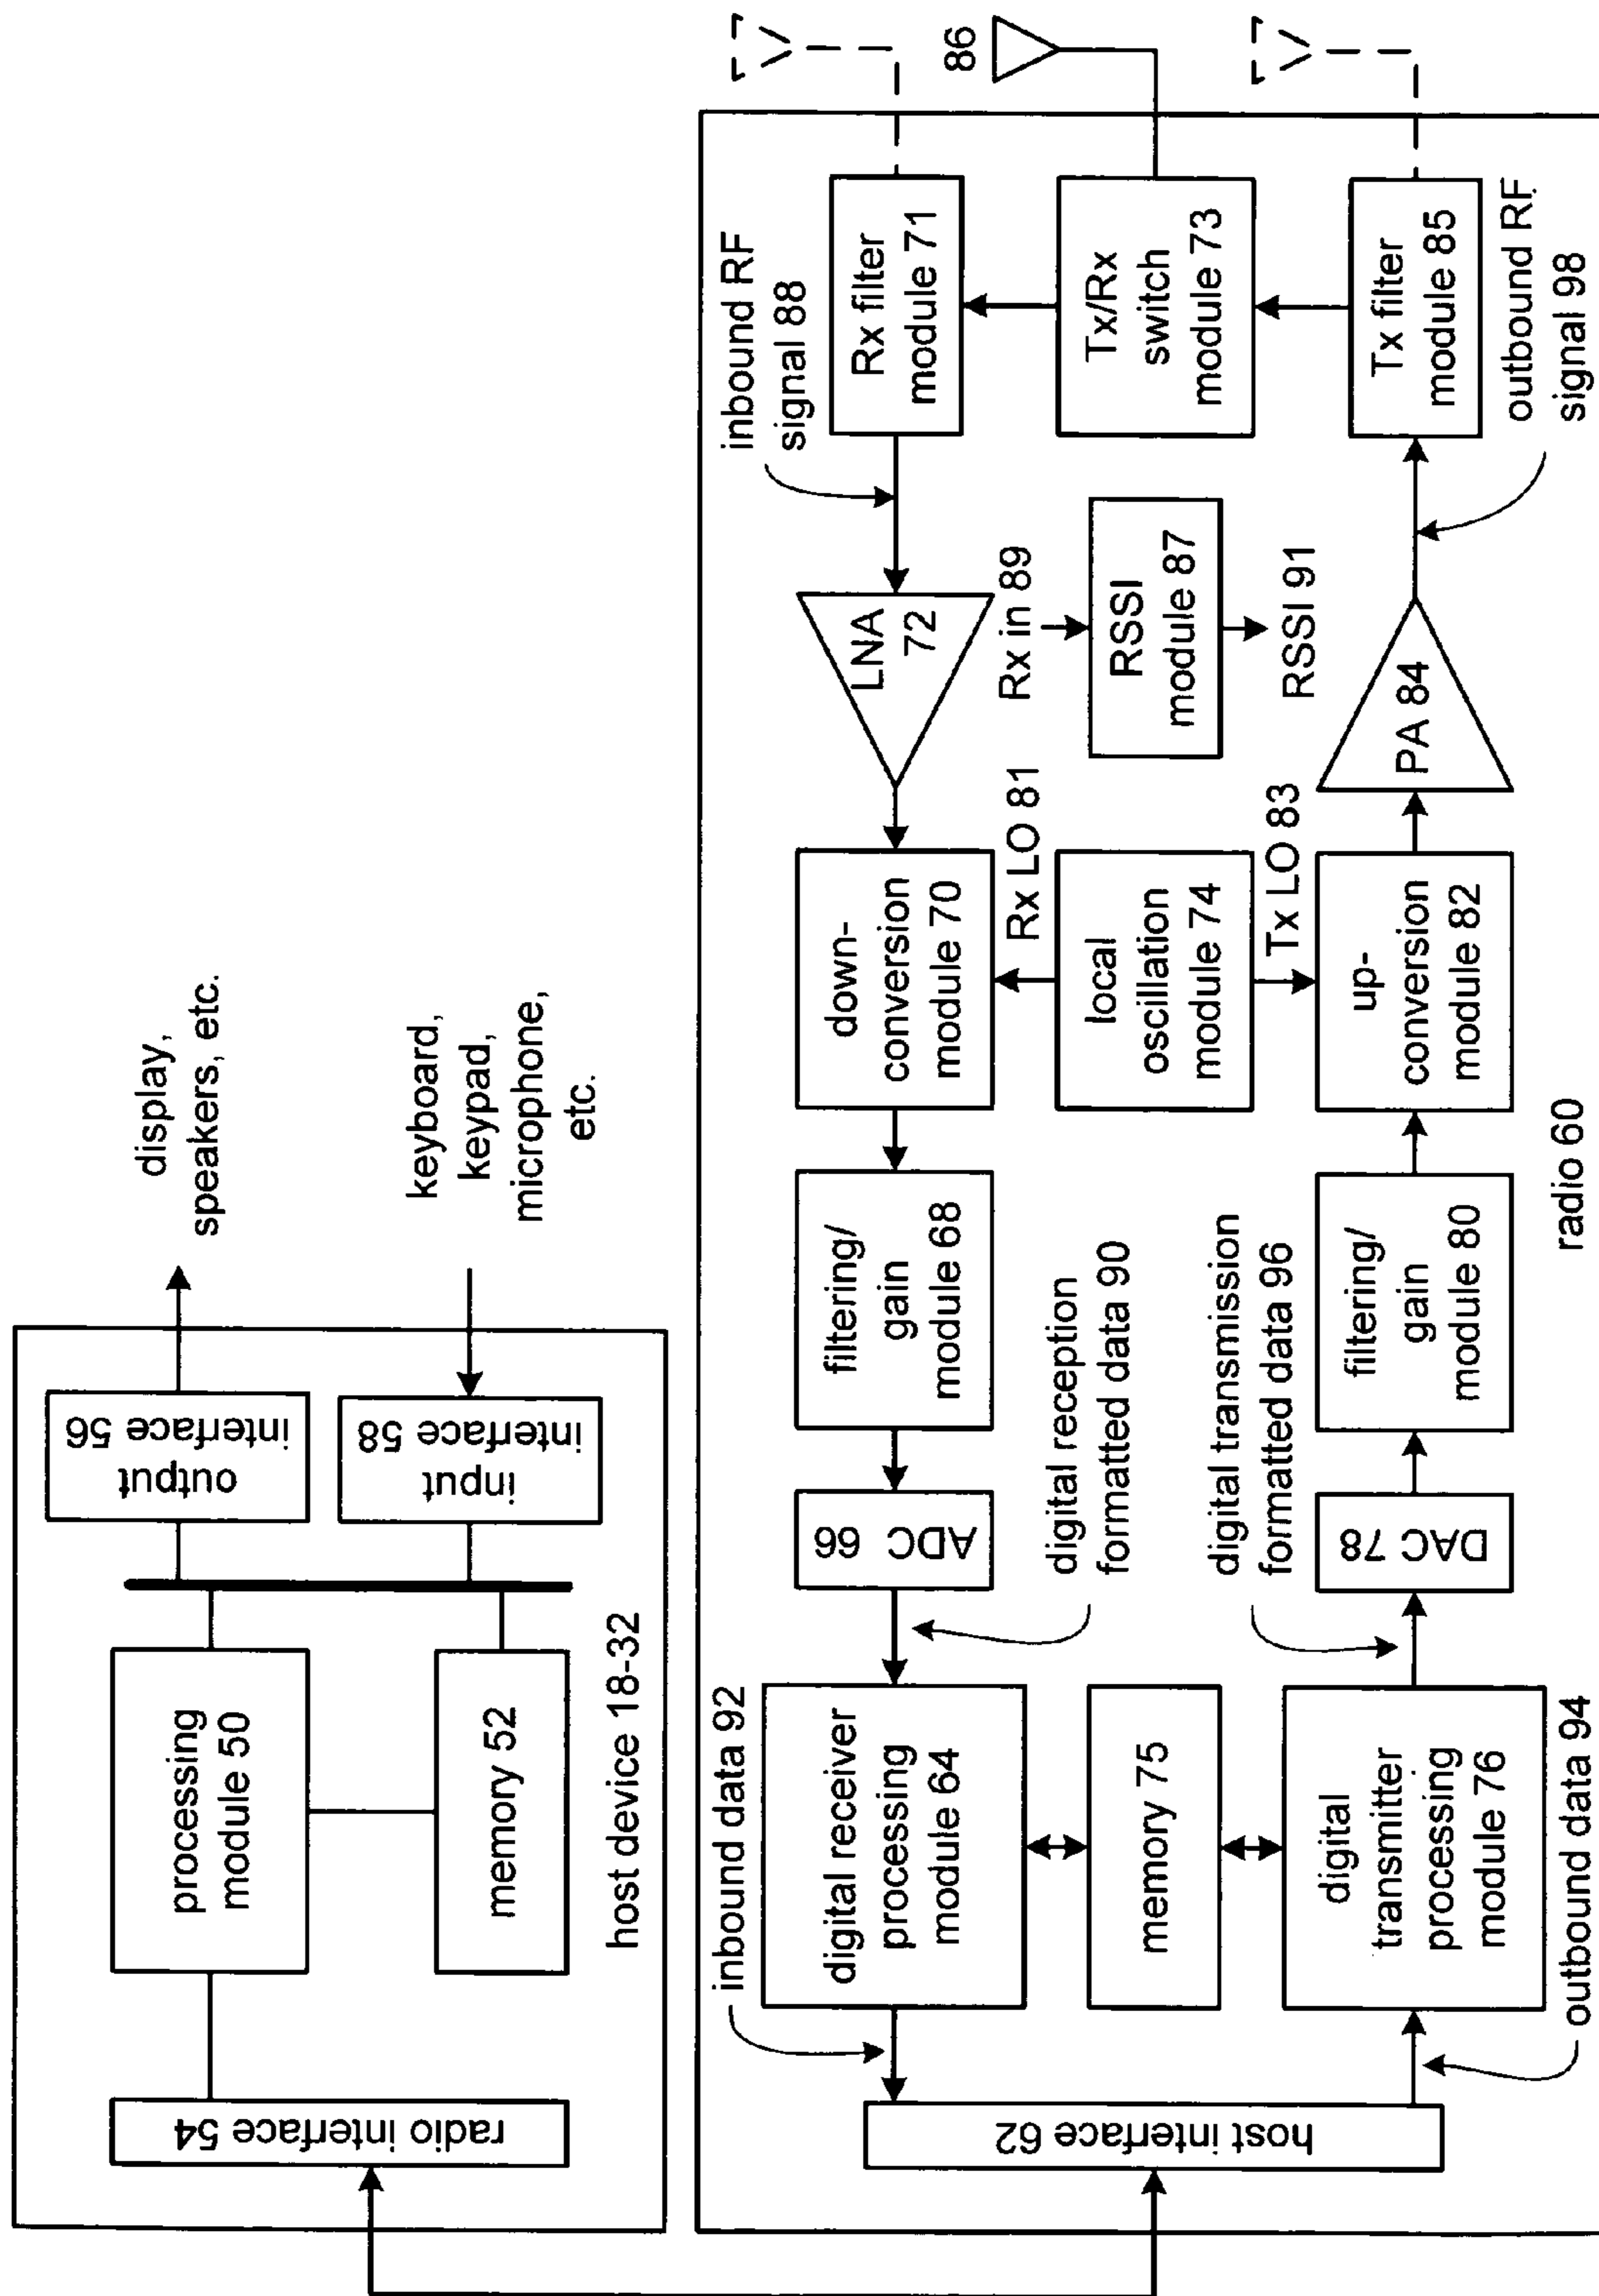 radio interface 54
processing
module 50
memory 52
output
interface 56
input
interface 58
host device 18-32
display,
speakers, etc.
keyboard,
keypad,
microphone,
etc.
host interface 62
inbound data 92
digital receiver
processing
module 64
memory 75
digital
transmitter
processing
module 76
outbound data 94
ADC 66
digital reception
formatted data 90
digital transmission
formatted data 96
DAC 78
filtering/
gain
module 68
filtering/
gain
module 80
radio 60
down-
conversion
module 70
Rx LO 81
local
oscillation
module 74
Tx LO 83
up-
conversion
module 82
LNA
72
Rx in 89
RSSI
module 87
RSSI 91
PA 84
inbound RF
signal 88
Rx filter
module 71
Tx/Rx
switch
module 73
Tx filter
module 85
outbound RF
signal 98
86